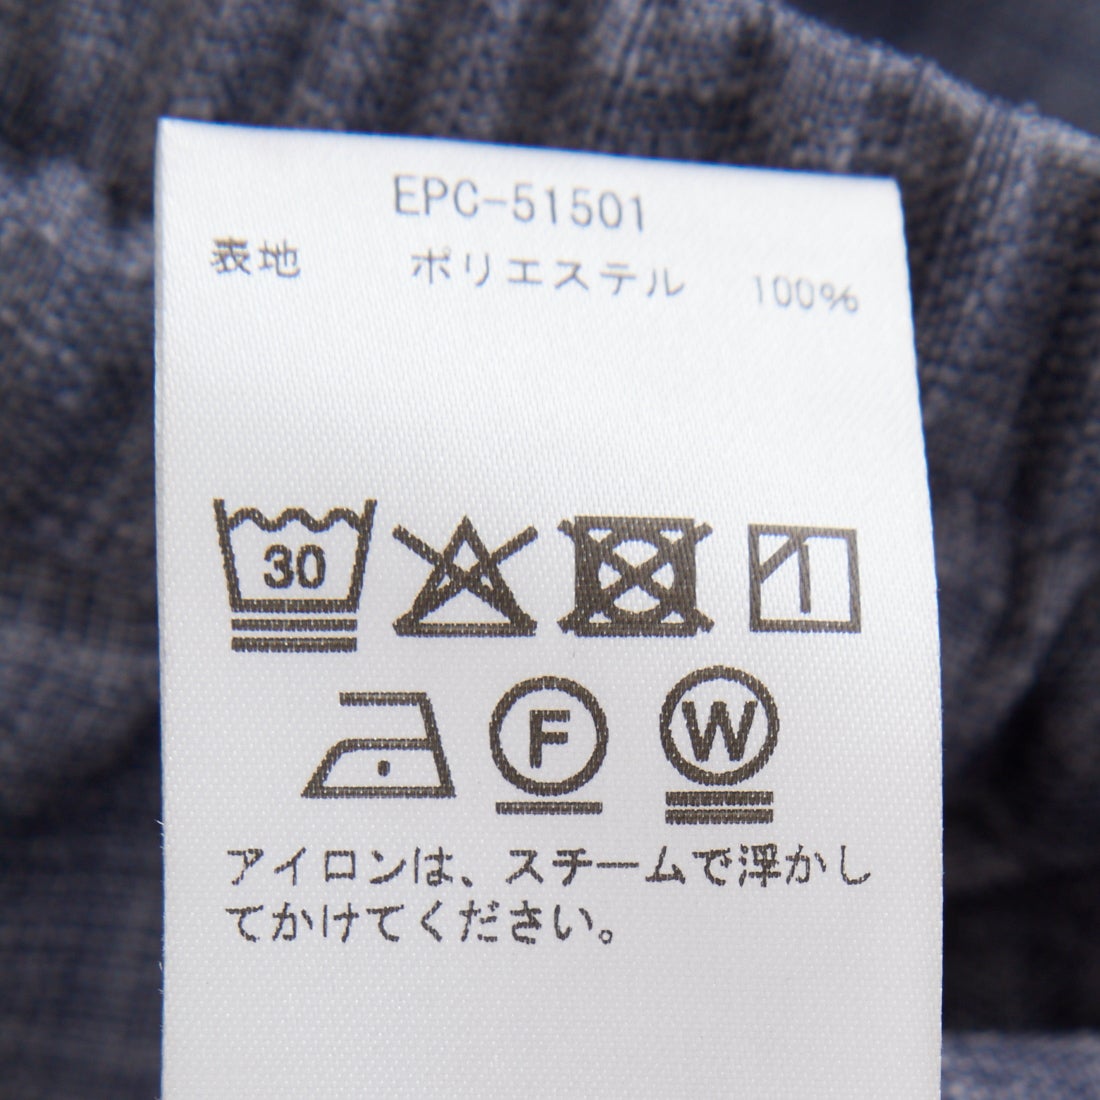 EPC-51501
表地 ポリエステル 100%
30
F W
アイロンは、スチームで浮かし
てかけてください。